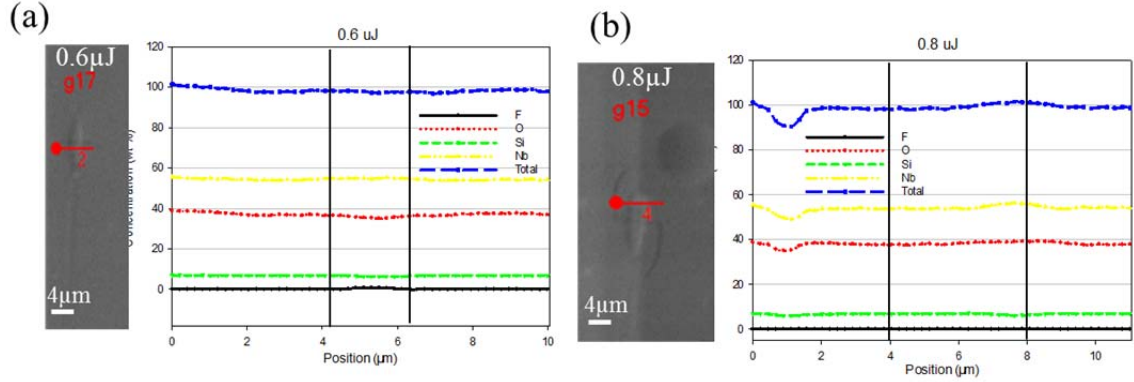 (a)
0.6µJ
g17
2
4µm
0.6 uJ
120
100
80
60
40
20
0
0 2 4 6 8 10
Position (µm)
F
O
Si
Nb
Total
(b)
0.8µJ
g15
4
4µm
0.8 uJ
120
100
80
60
40
20
0
0 2 4 6 8 10
Position (µm)
F
O
Si
Nb
Total